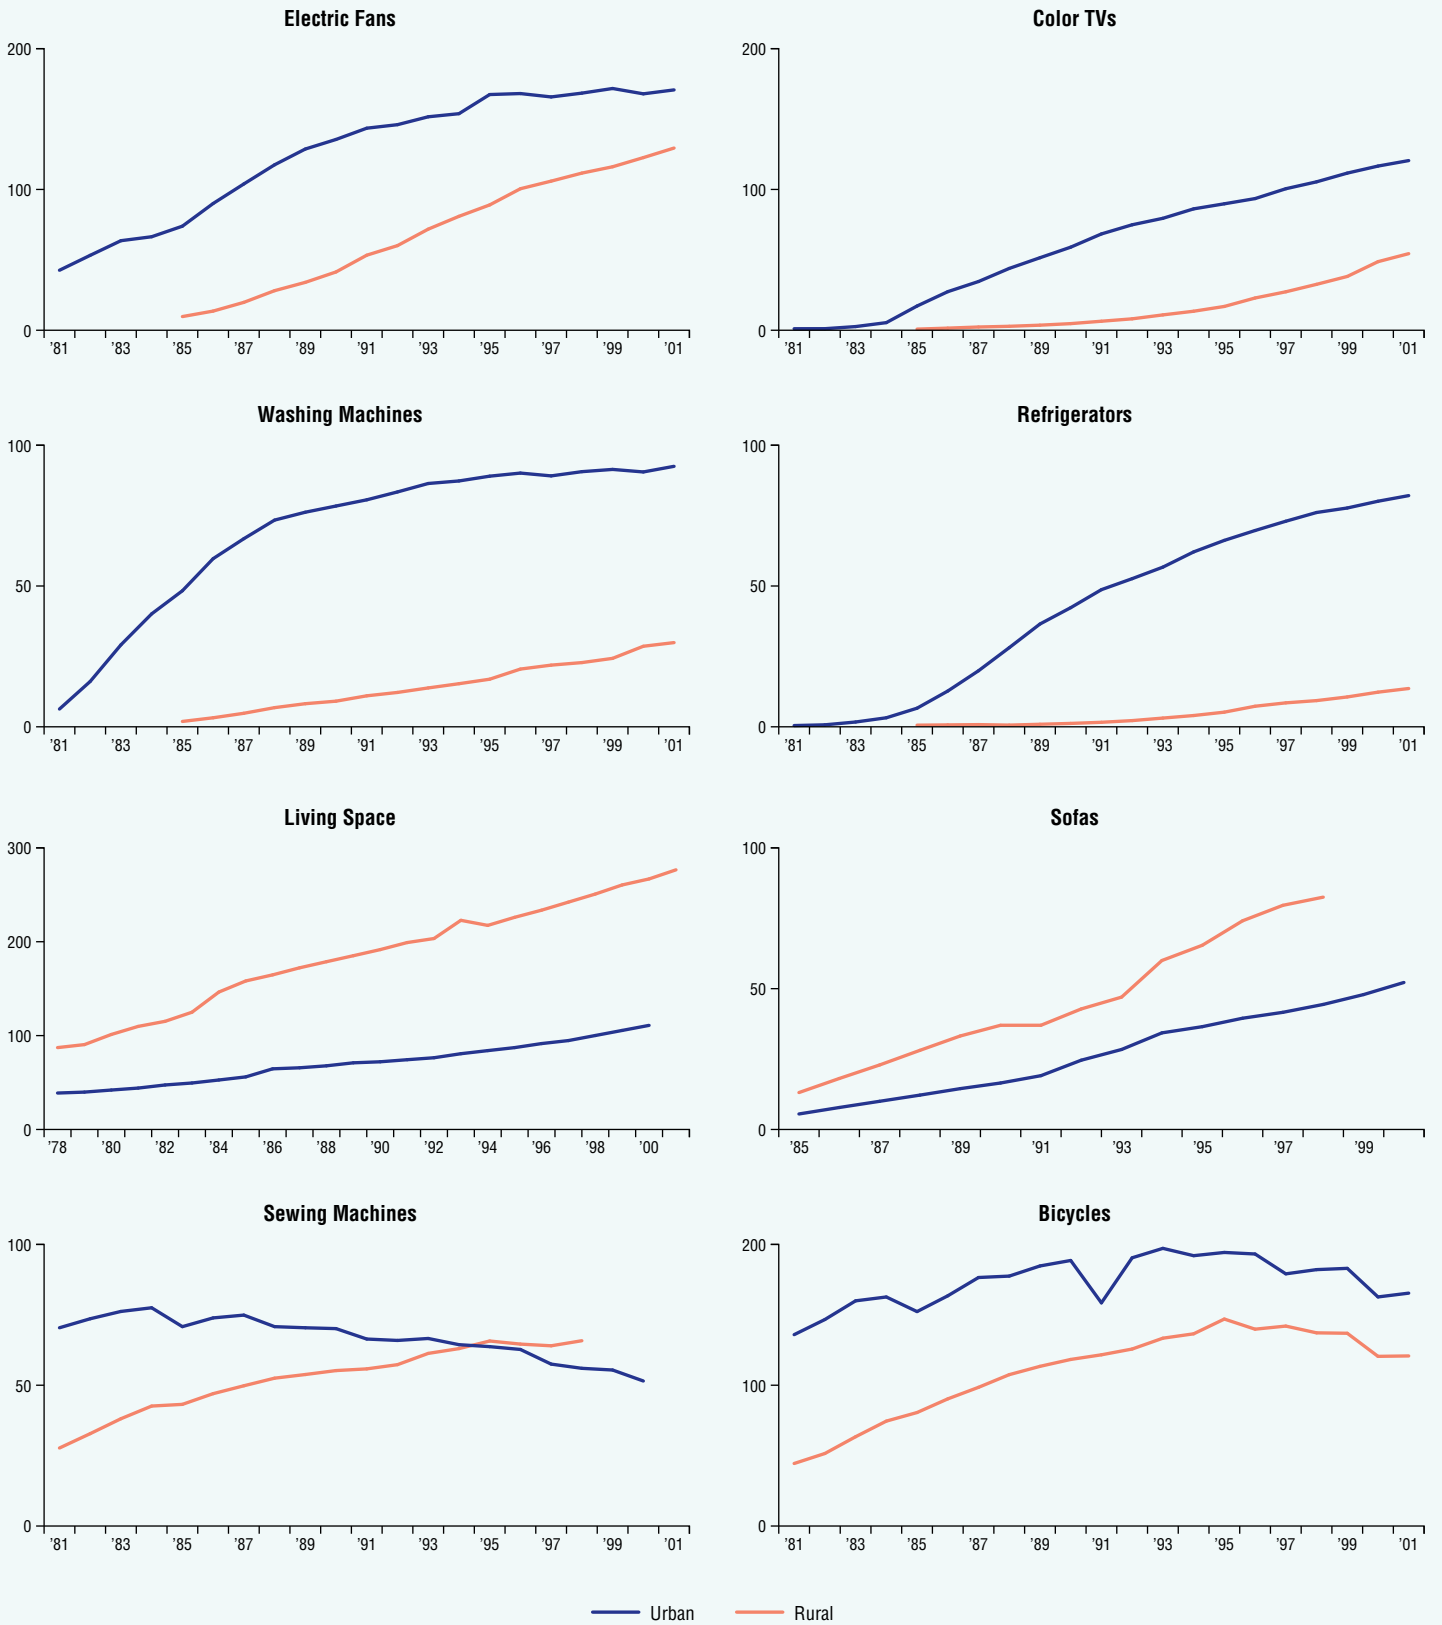 Electric Fans
200
100
0
’81 ’83 ’85 ’87 ’89 ’91 ’93 ’95 ’97 ’99 ’01
Color TVs
200
100
0
’81 ’83 ’85 ’87 ’89 ’91 ’93 ’95 ’97 ’99 ’01
Washing Machines
100
50
0
’81 ’83 ’85 ’87 ’89 ’91 ’93 ’95 ’97 ’99 ’01
Refrigerators
100
50
0
’81 ’83 ’85 ’87 ’89 ’91 ’93 ’95 ’97 ’99 ’01
Living Space
300
200
100
0
’78 ’80 ’82 ’84 ’86 ’88 ’90 ’92 ’94 ’96 ’98 ’00
Sofas
100
50
0
’85 ’87 ’89 ’91 ’93 ’95 ’97 ’99
Sewing Machines
100
50
0
’81 ’83 ’85 ’87 ’89 ’91 ’93 ’95 ’97 ’99 ’01
Bicycles
200
100
0
’81 ’83 ’85 ’87 ’89 ’91 ’93 ’95 ’97 ’99 ’01
Urban Rural